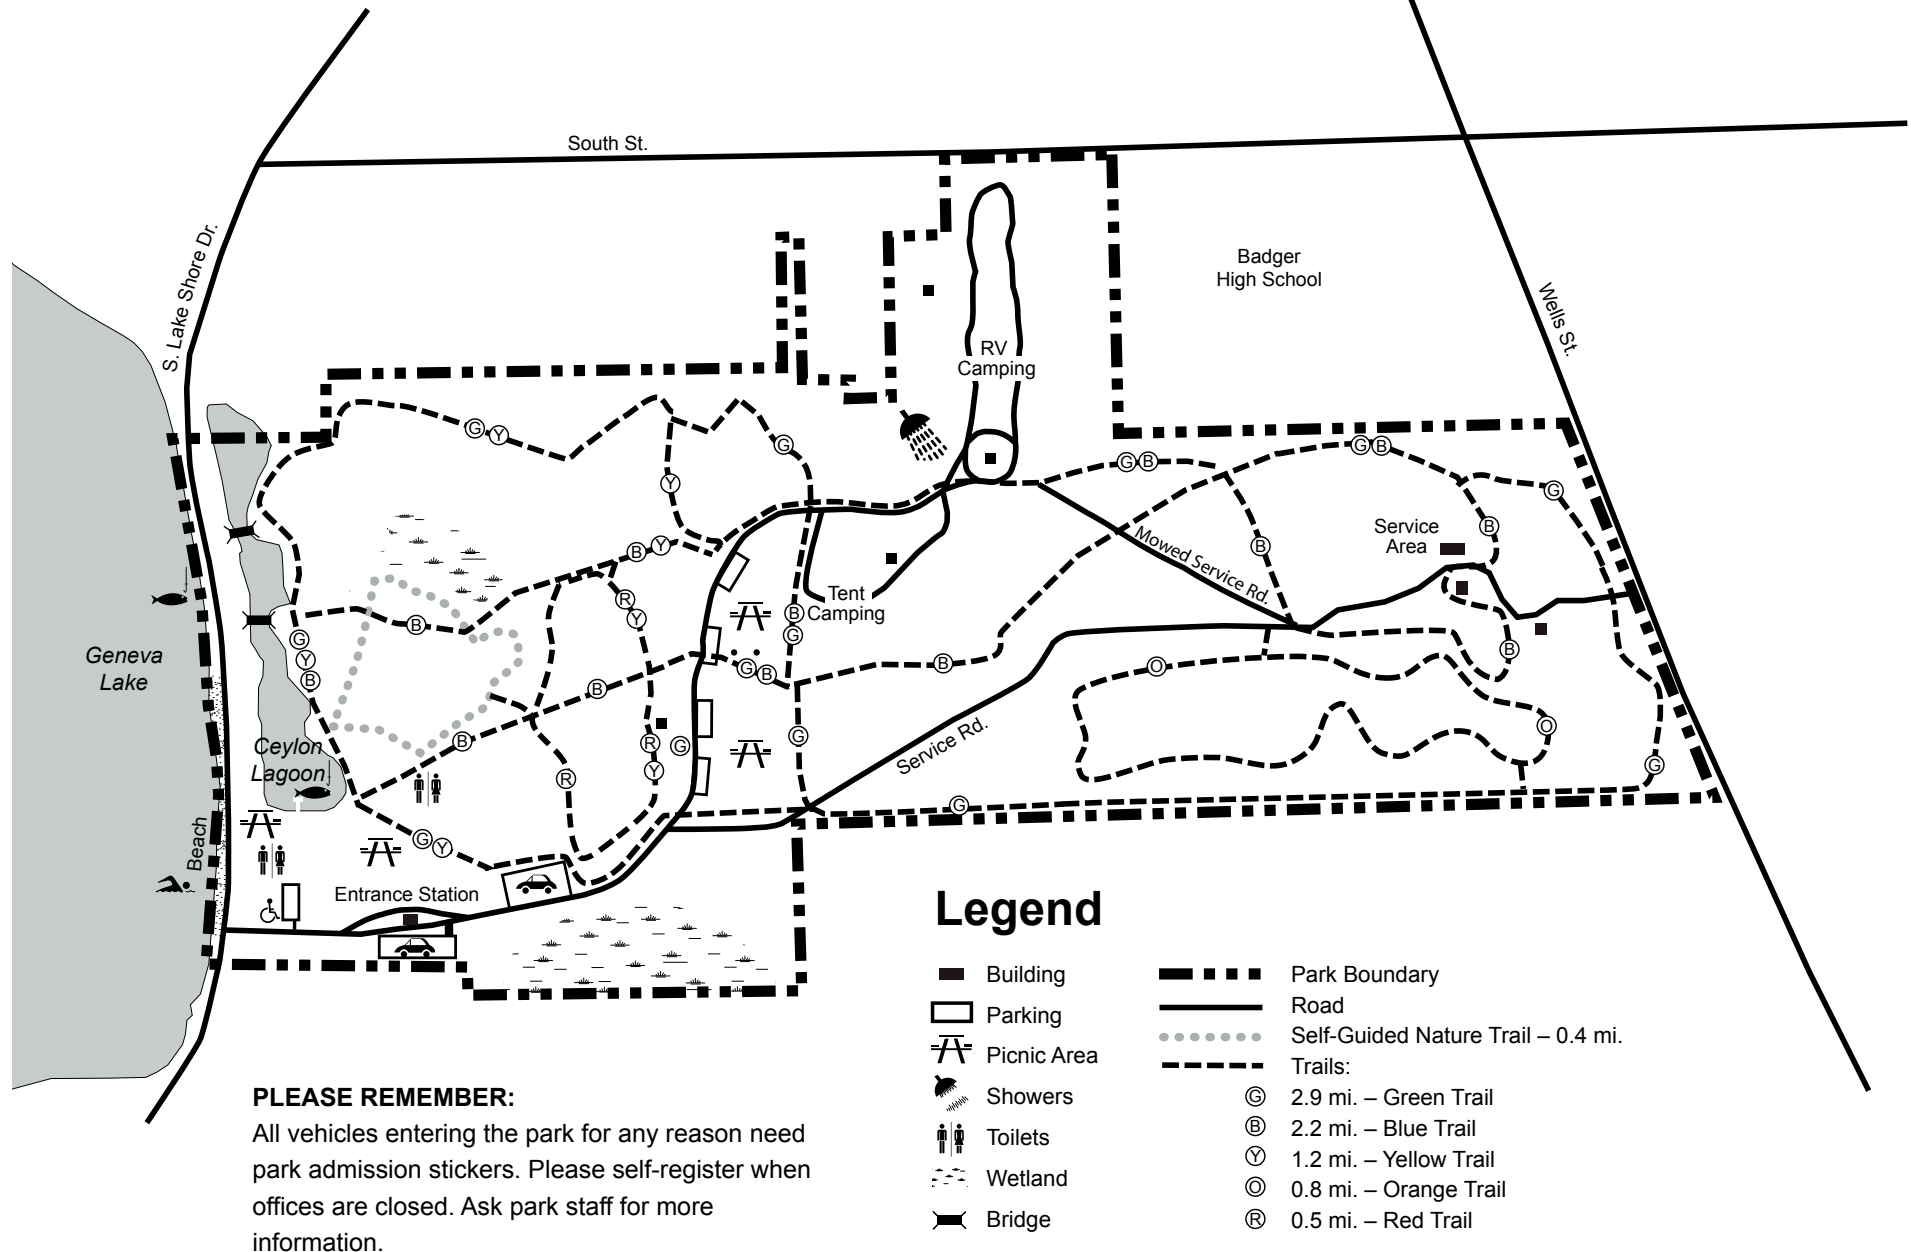 South St.
S. Lake Shore Dr.
Badger
High School
Wells St.
RV
Camping
G Y
G
G B
G B
Y
G
Service
Area
B
B
Mowed Service Rd.
B Y
R
Y
Tent
Camping
B
G
B
G
Y
B
Geneva
Lake
G B
B
B
O
B
B
R
Y
G
G
O
G
Ceylon
Lagoon
R
Service Rd.
G
Beach
G Y
Entrance Station
Legend
Building
Parking
Picnic Area
Showers
Toilets
Wetland
Bridge
Park Boundary
Road
Self-Guided Nature Trail – 0.4 mi.
Trails:
G 2.9 mi. – Green Trail
B 2.2 mi. – Blue Trail
Y 1.2 mi. – Yellow Trail
O 0.8 mi. – Orange Trail
R 0.5 mi. – Red Trail
PLEASE REMEMBER:
All vehicles entering the park for any reason need
park admission stickers. Please self-register when
offices are closed. Ask park staff for more
information.